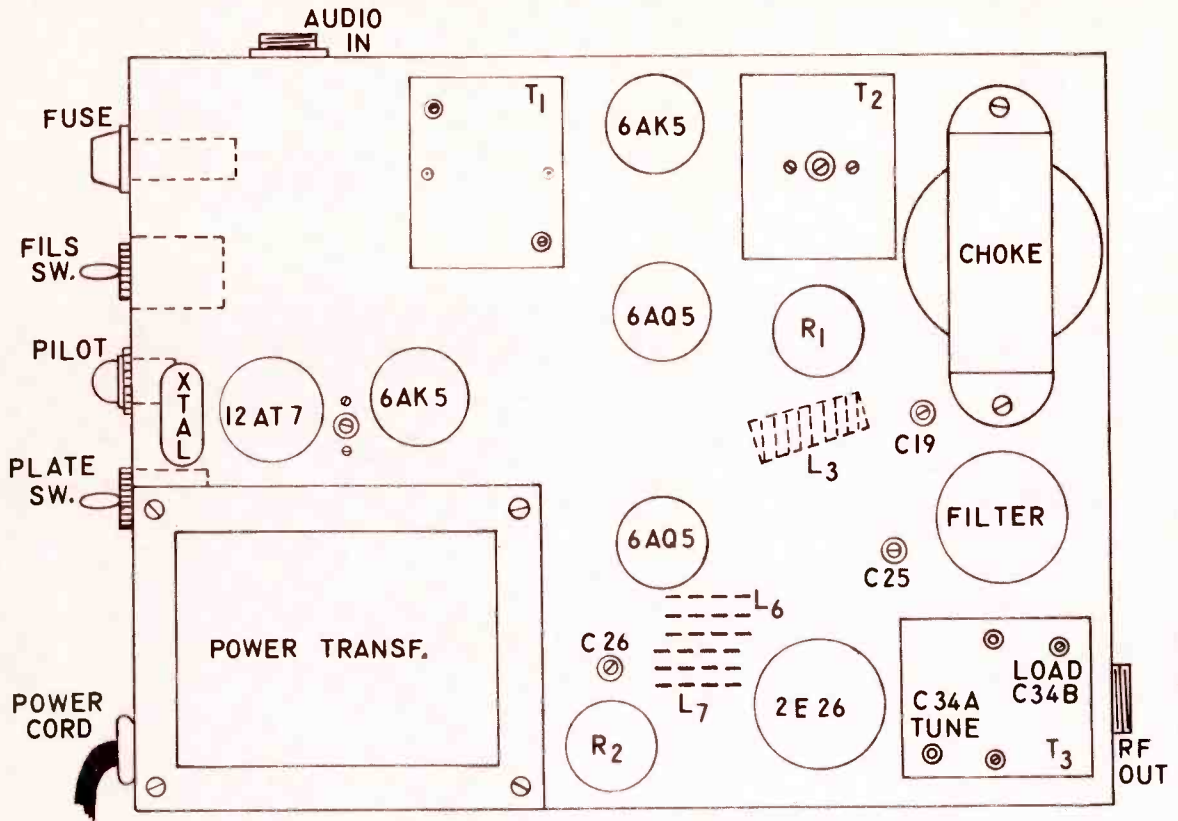 AUDIO
IN
FUSE
T1
6AK5
T2
FILS
SW.
CHOKE
6AQ5
R1
PILOT
XTAL
12AT7
6AK5
C19
L3
PLATE
SW.
FILTER
6AQ5
C25
L6
POWER TRANSF.
C26
L7
2E26
LOAD
C34B
C34A
TUNE
T3
POWER
CORD
R2
RF
OUT